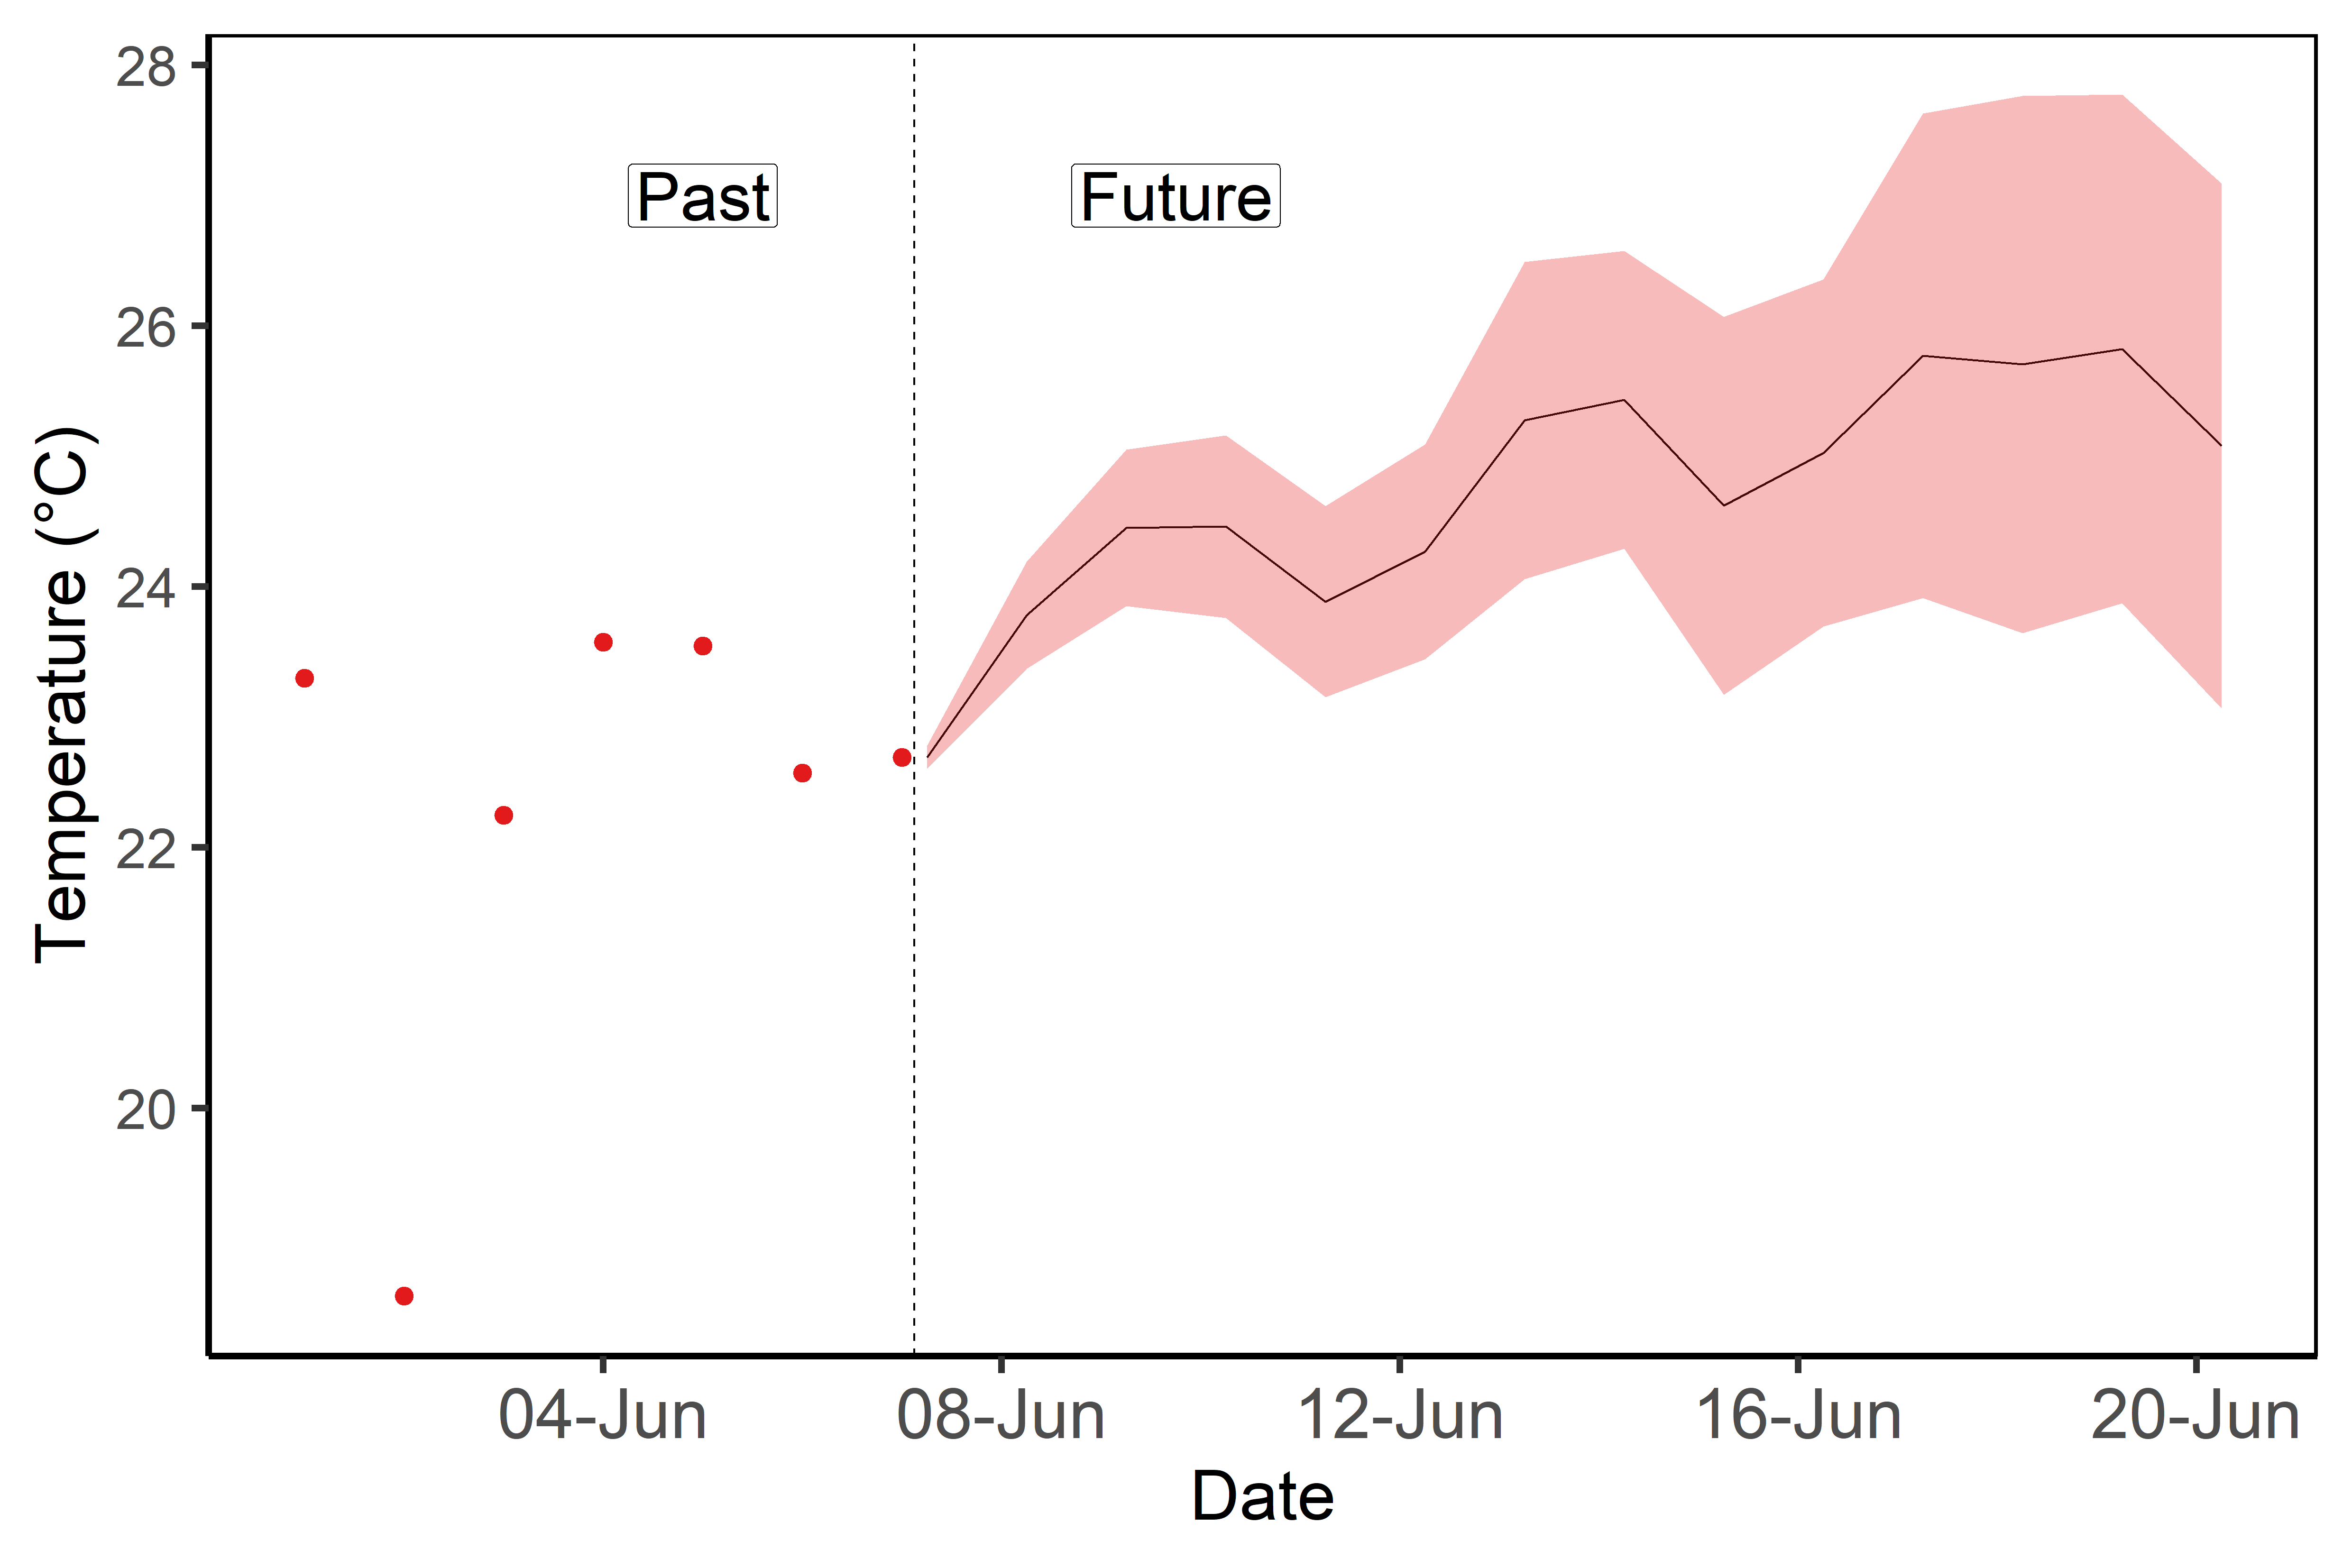 28
Past
Future
26
24
22
20
Temperature (°C)
04-Jun
08-Jun
12-Jun
16-Jun
20-Jun
Date